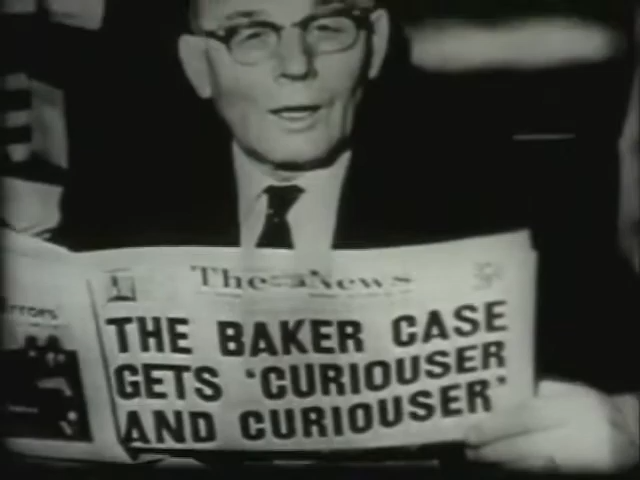 The News
THE BAKER CASE
GETS 'CURIOUSER
AND CURIOUSER'